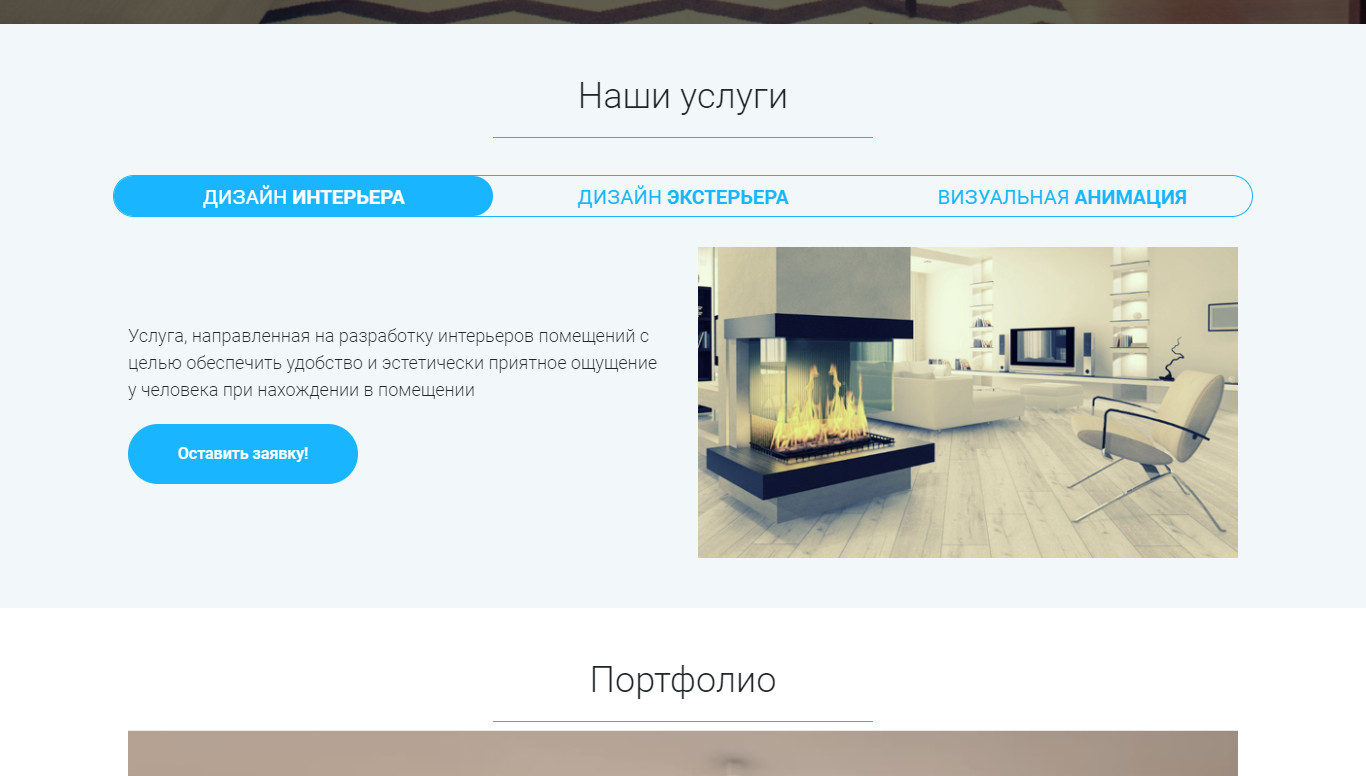 Наши услуги
ДИЗАЙН ИНТЕРЬЕРА
ДИЗАЙН ЭКСТЕРЬЕРА
ВИЗУАЛЬНАЯ АНИМАЦИЯ
Услуга, направленная на разработку интерьеров помещений с
целью обеспечить удобство и эстетически приятное ощущение
у человека при нахождении в помещении
Оставить заявку!
Портфолио